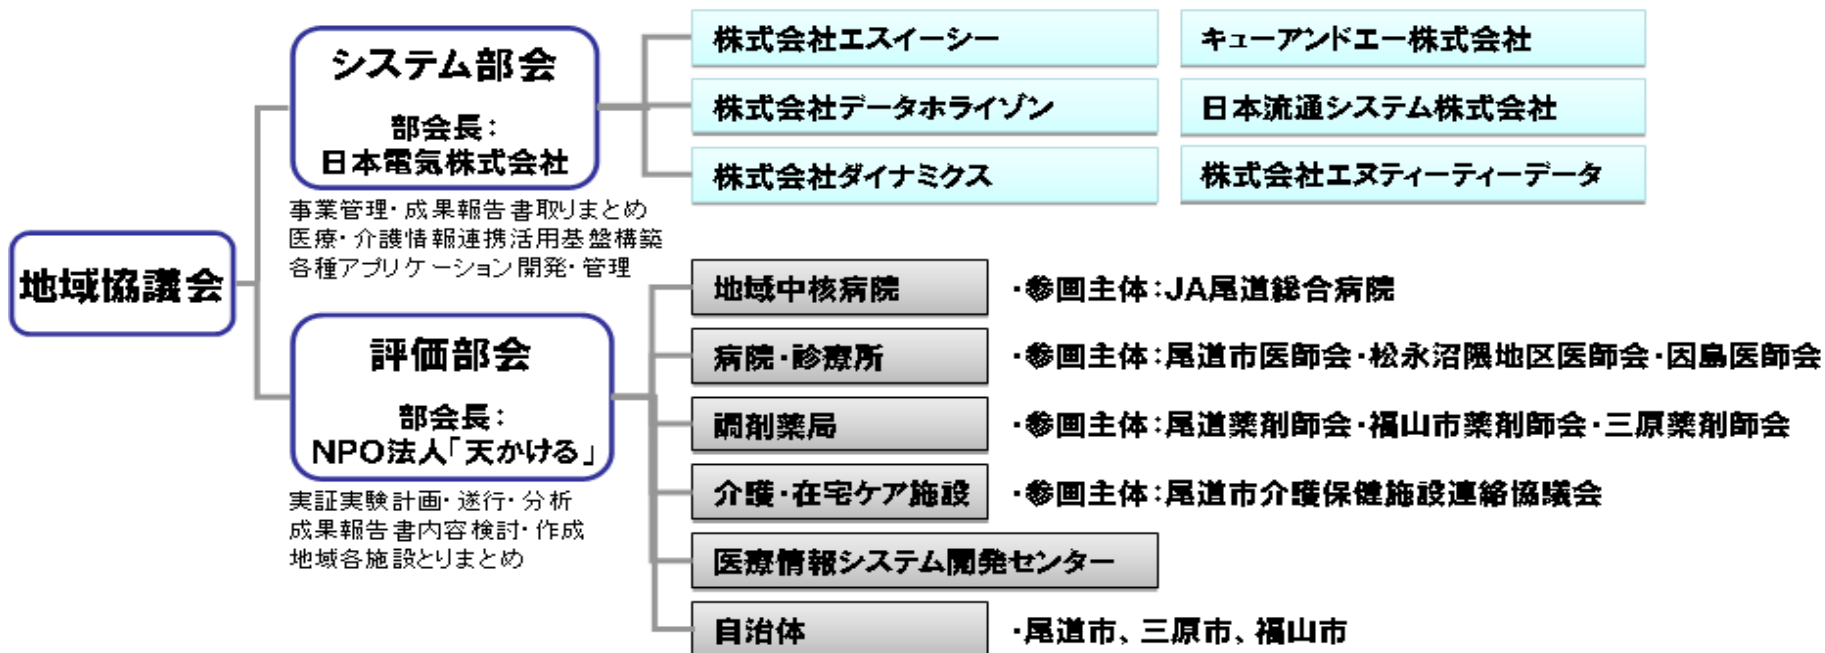 地域協議会
システム部会
部会長：
日本電気株式会社
事業管理・成果報告書取りまとめ
医療・介護情報連携活用基盤構築
各種アプリケーション開発・管理
株式会社エスイーシー
キューアンドエー株式会社
株式会社データホライゾン
日本流通システム株式会社
株式会社ダイナミクス
株式会社エヌティーティーデータ
評価部会
部会長：
NPO法人「天かける」
実証実験計画・遂行・分析
成果報告書内容検討・作成
地域各施設とりまとめ
地域中核病院
・参画主体：JA尾道総合病院
病院・診療所
・参画主体：尾道市医師会・松永沼隈地区医師会・因島医師会
調剤薬局
・参画主体：尾道薬剤師会・福山市薬剤師会・三原薬剤師会
介護・在宅ケア施設
・参画主体：尾道市介護保健施設連絡協議会
医療情報システム開発センター
自治体
・尾道市、三原市、福山市